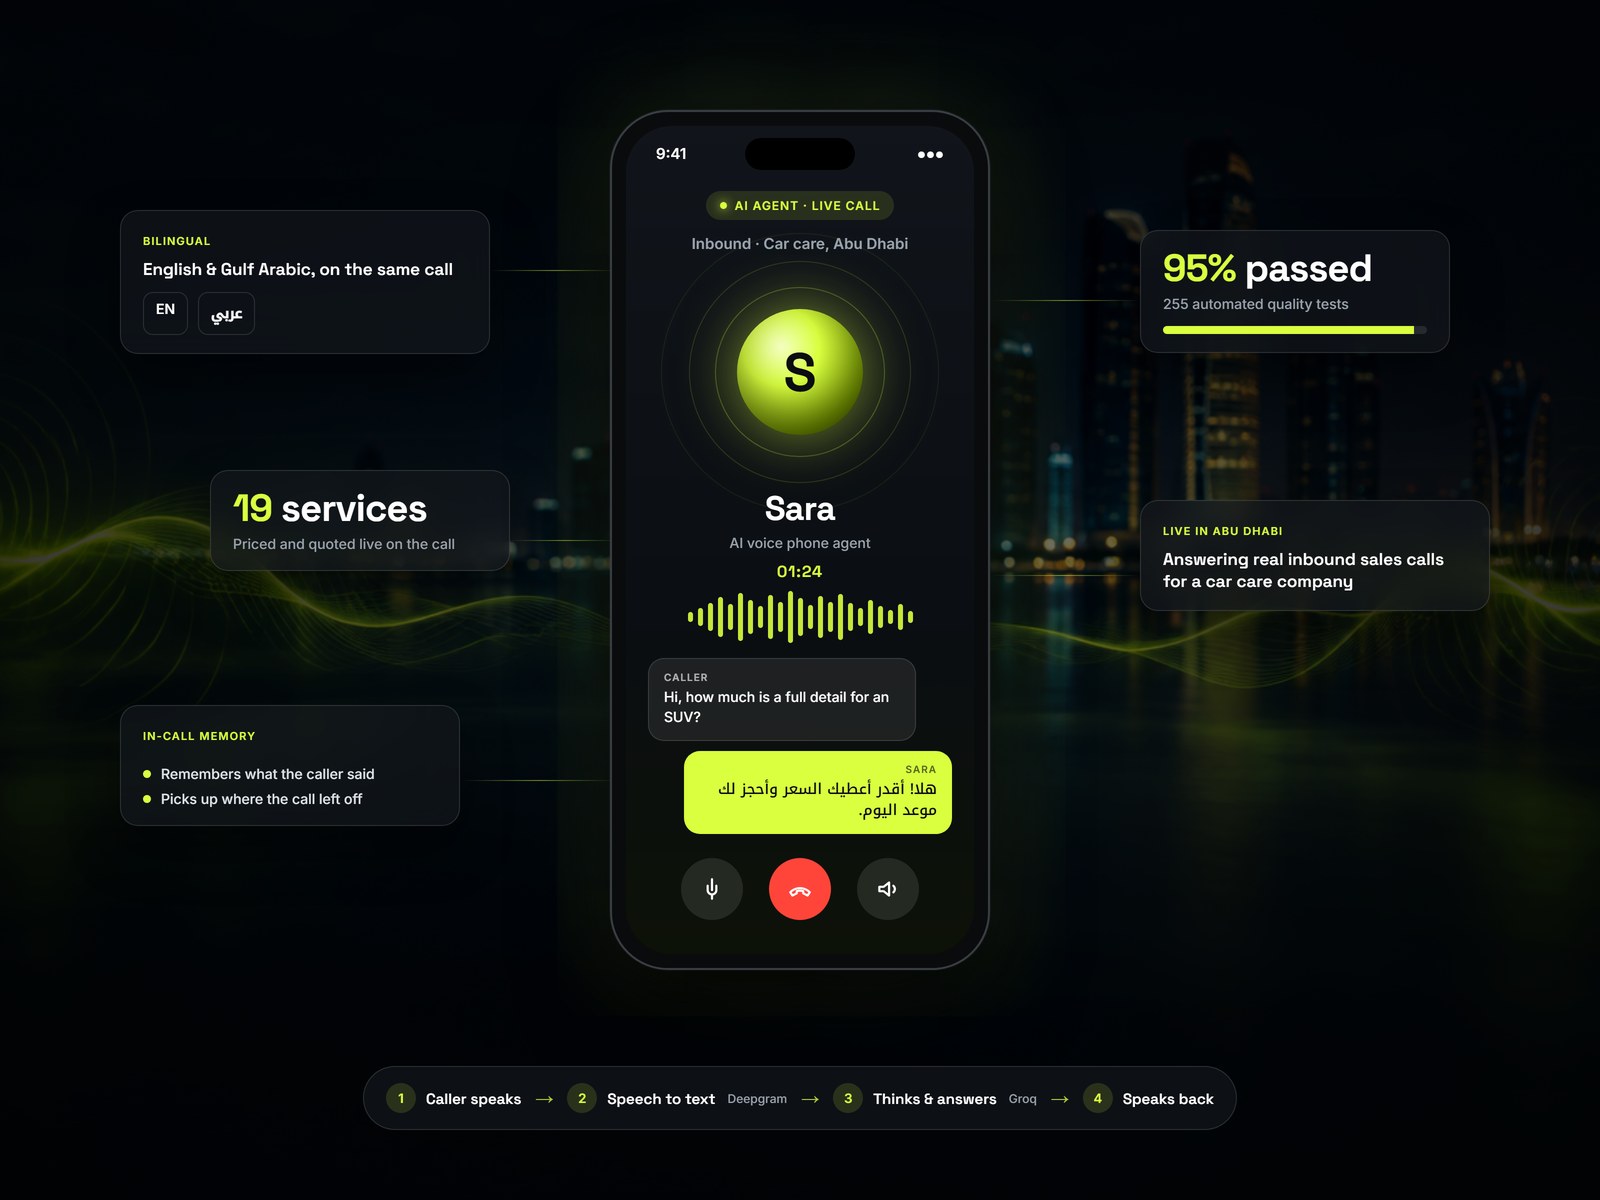 9:41
AI AGENT · LIVE CALL
Inbound · Car care, Abu Dhabi
S
Sara
AI voice phone agent
01:24
CALLER
Hi, how much is a full detail for an
SUV?
SARA
هلا! أقدر أعطيك السعر وأحجز لك
موعد اليوم.
BILINGUAL
English & Gulf Arabic, on the same call
EN
عربي
19 services
Priced and quoted live on the call
IN-CALL MEMORY
Remembers what the caller said
Picks up where the call left off
95% passed
255 automated quality tests
LIVE IN ABU DHABI
Answering real inbound sales calls
for a car care company
1 Caller speaks → 2 Speech to text Deepgram → 3 Thinks & answers Groq → 4 Speaks back